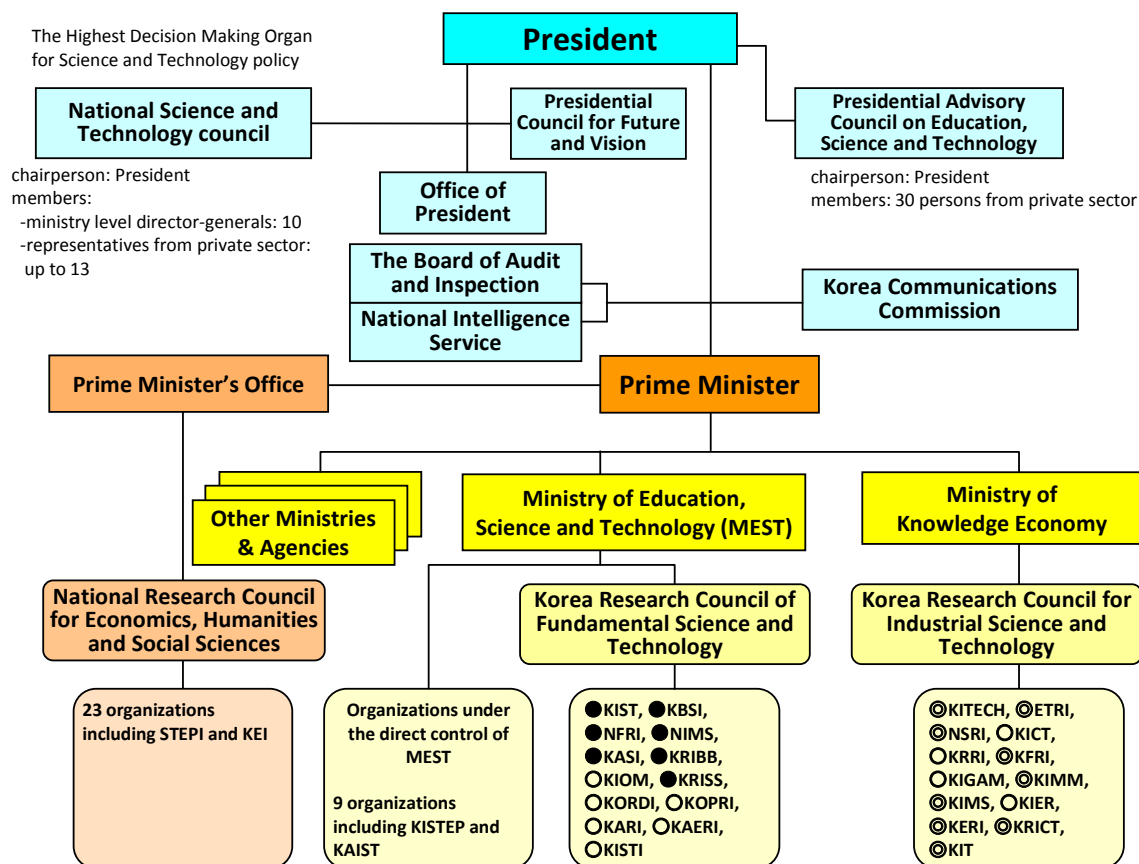 The Highest Decision Making Organ
for Science and Technology policy
President
National Science and
Technology council
Presidential
Council for Future
and Vision
Presidential Advisory
Council on Education,
Science and Technology
chairperson: President
members:
-ministry level director-generals: 10
-representatives from private sector:
up to 13
Office of
President
chairperson: President
members: 30 persons from private sector
The Board of Audit
and Inspection
National Intelligence
Service
Korea Communications
Commission
Prime Minister’s Office
Prime Minister
Other Ministries
& Agencies
Ministry of Education,
Science and Technology (MEST)
Ministry of
Knowledge Economy
National Research Council
for Economics, Humanities
and Social Sciences
Korea Research Council of
Fundamental Science and
Technology
Korea Research Council for
Industrial Science and
Technology
23 organizations
including STEPI and KEI
Organizations under
the direct control of
MEST
9 organizations
including KISTEP and
KAIST
●KIST, ●KBSI,
●NFRI, ●NIMS,
●KASI, ●KRIBB,
○KIOM, ●KRISS,
○KORDI, ○KOPRI,
○KARI, ○KAERI,
○KISTI
◎KITECH, ◎ETRI,
◎NSRI, ○KICT,
○KRRI, ◎KFRI,
○KIGAM, ◎KIMM,
◎KIMS, ○KIER,
◎KERI, ◎KRICT,
◎KIT